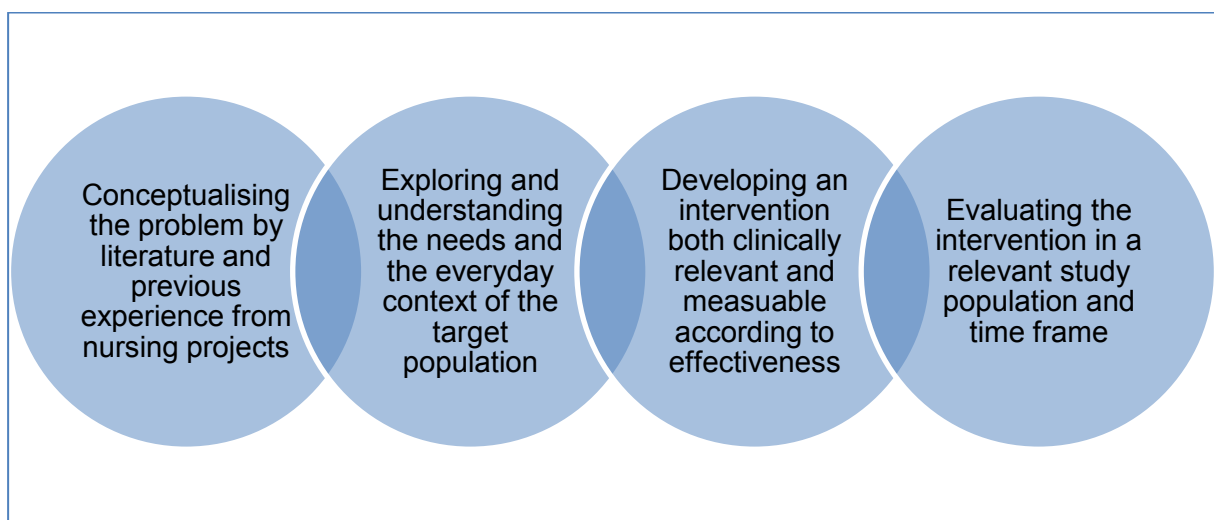 Conceptualising
the problem by
literature and
previous
experience from
nursing projects
Exploring and
understanding
the needs and
the everyday
context of the
target
population
Developing an
intervention
both clinically
relevant and
measuable
according to
effectiveness
Evaluating the
intervention in a
relevant study
population and
time frame